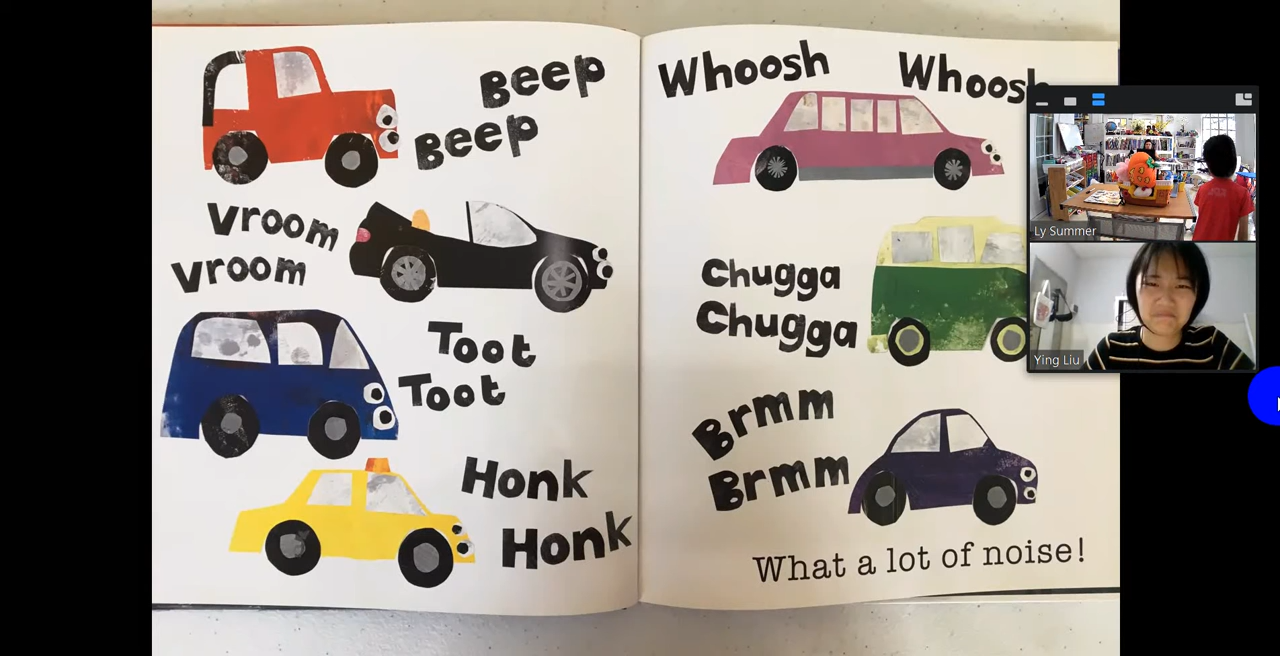 Beep
Beep
Vroom
Vroom
Toot
Toot
Honk
Honk
Whoosh Whoosh
Chugga
Chugga
Brmm
Brmm
What a lot of noise!
Ly Summer
Ying Liu